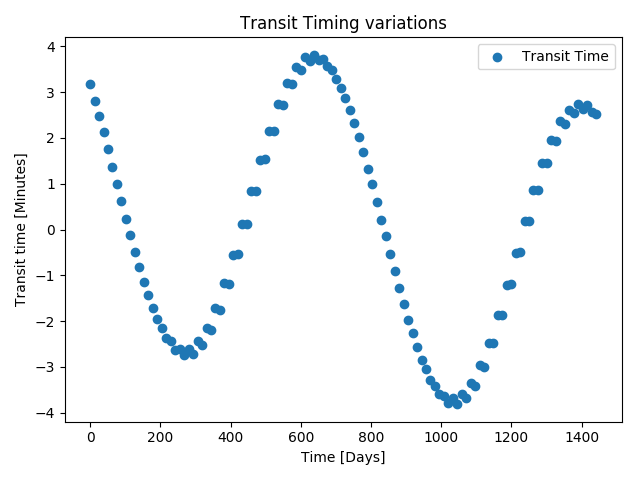 Transit Timing variations
Transit Time
4
3
2
1
0
−1
−2
−3
−4
Transit time [Minutes]
0 200 400 600 800 1000 1200 1400
Time [Days]